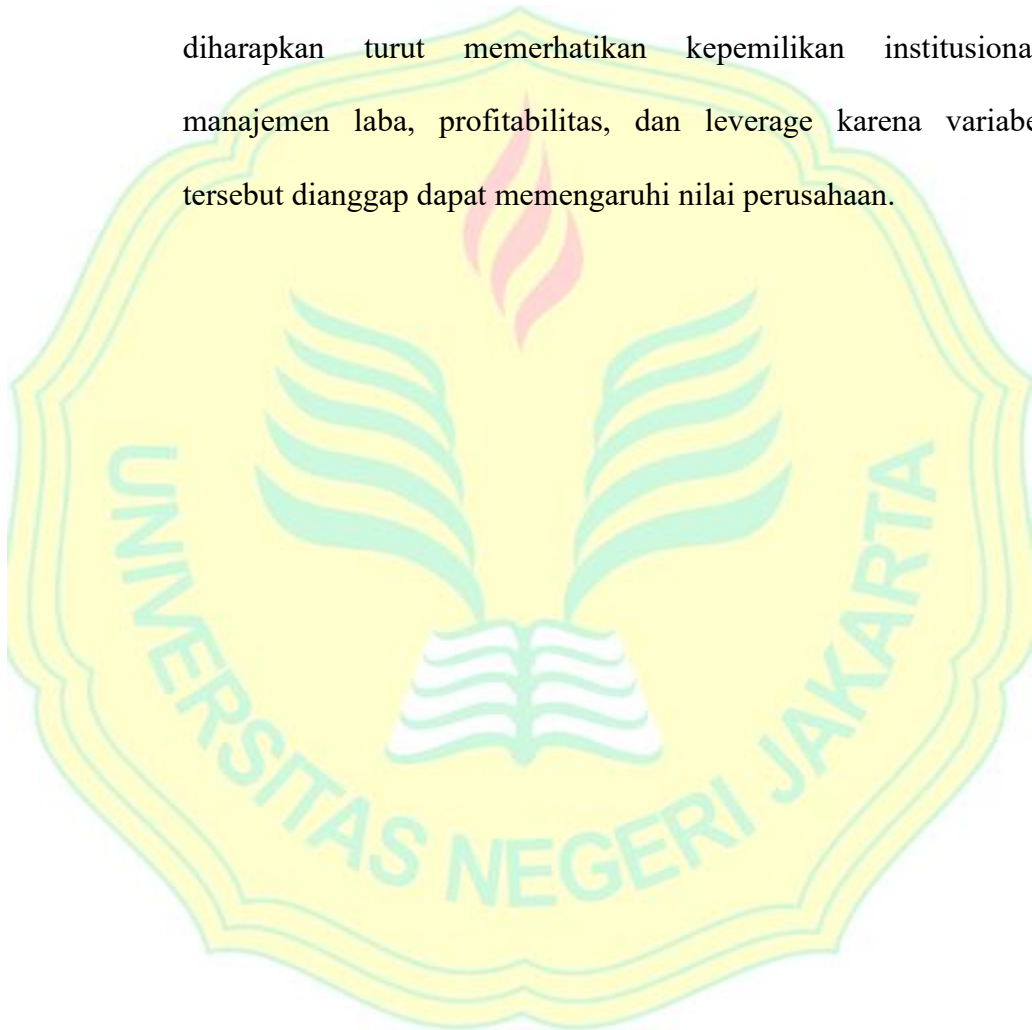 diharapkan turut memerhatikan kepemilikan institusiona
manajemen laba, profitabilitas, dan leverage karena variabe
tersebut dianggap dapat memengaruhi nilai perusahaan.
UNIVERSITAS NEGERI JAKARTA